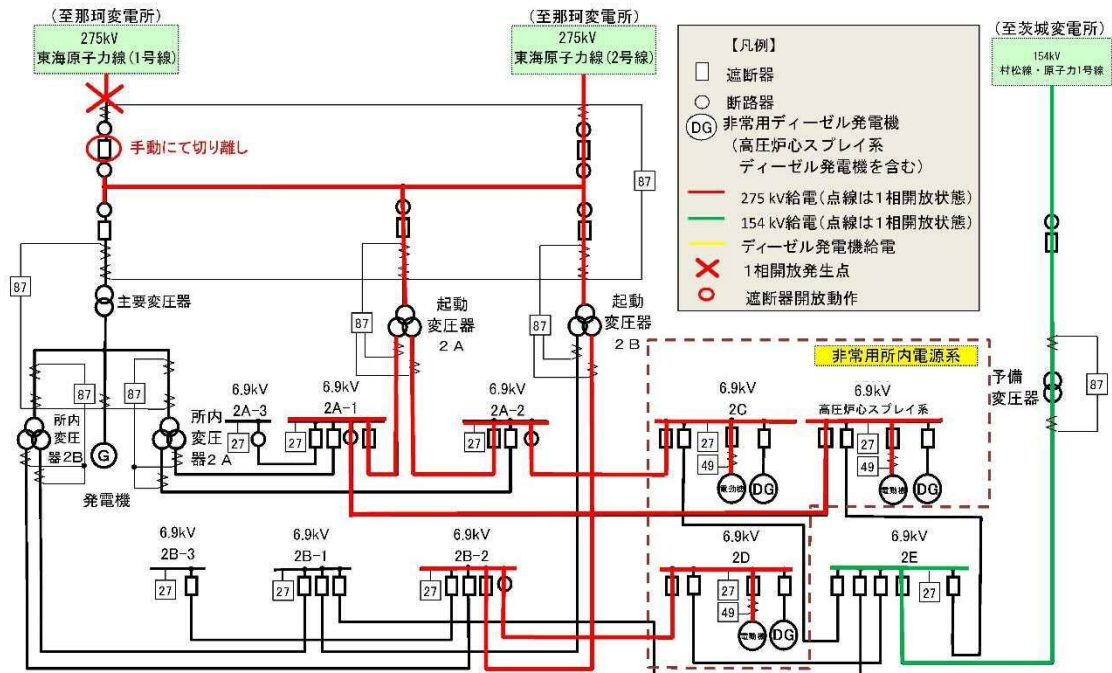 (至那珂変電所)
275kV
東海原子力線(1号線)
(至那珂変電所)
275kV
東海原子力線(2号線)
(至茨城変電所)
154kV
村松線・原子力1号線
【凡例】
遮断器
断路器
DG
非常用ディーゼル発電機
(高圧炉心スプレイ系
ディーゼル発電機を含む)
275 kV給電(点線は1相開放状態)
154 kV給電(点線は1相開放状態)
ディーゼル発電機給電
1相開放発生点
遮断器開放動作
手動にて切り離し
87
87
主要変圧器
87
起動
変圧器
2A
87
起動
変圧器
2B
非常用所内電源系
予備
変圧器
87
87
87
所内
変圧
器2B
G
発電機
所内
変圧
器2A
6.9kV
2A-3
27
6.9kV
2A-1
27
6.9kV
2A-2
27
6.9kV
2C
27
49
電動機
DG
6.9kV
高圧炉心スプレイ系
27
49
電動機
DG
6.9kV
2B-3
27
6.9kV
2B-1
27
6.9kV
2B-2
27
6.9kV
2D
27
49
電動機
DG
6.9kV
2E
27